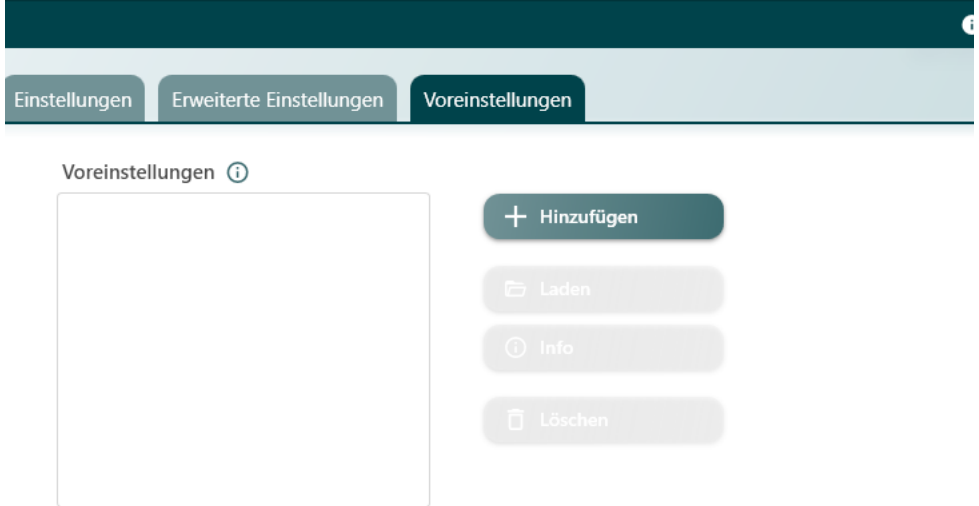 Einstellungen Erweiterte Einstellungen Voreinstellungen
Voreinstellungen
Hinzufügen
Laden
Info
Löschen